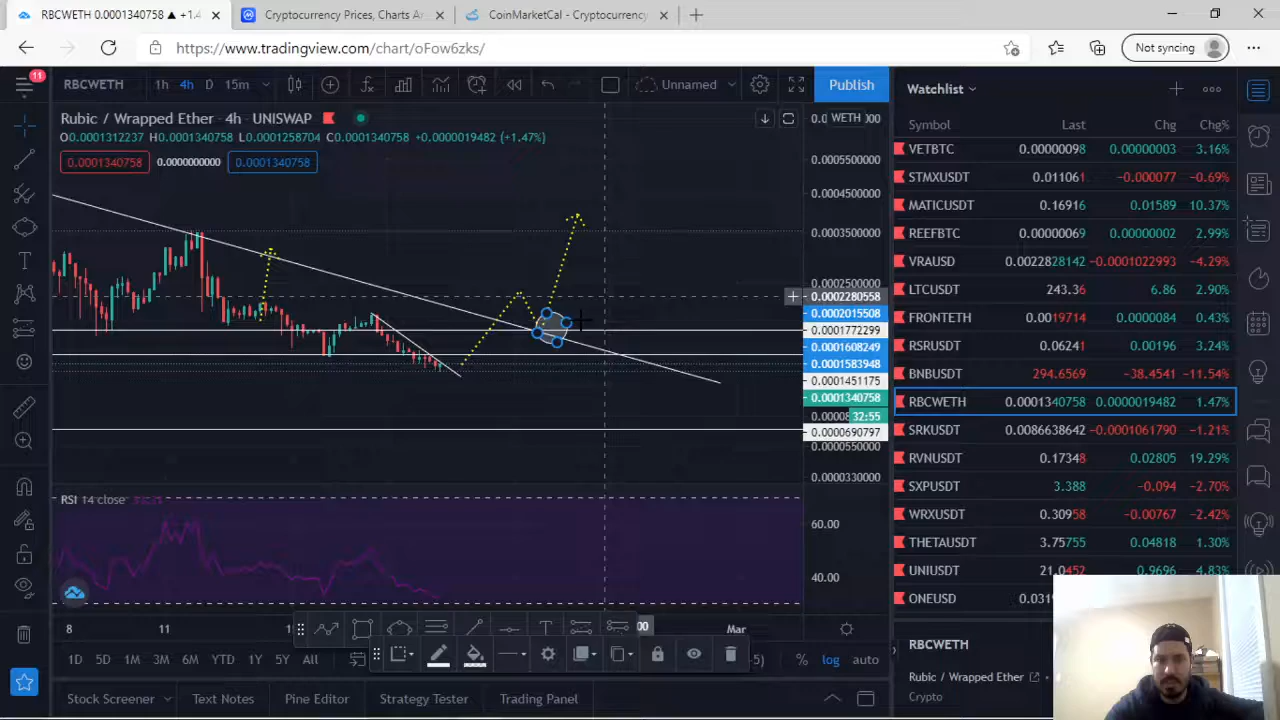 RBCWETH 0.0001340758 ▲ +1.4
Cryptocurrency Prices, Charts A
CoinMarketCal - Cryptocurrency
https://www.tradingview.com/chart/oFow6zks/
Not syncing
11
RBCWETH
1h 4h D 15m
Unnamed
Publish
Rubic / Wrapped Ether · 4h · UNISWAP
O0.0001312237 H0.0001340758 L0.0001258704 C0.0001340758 +0.0000019482 (+1.47%)
0.0001340758 0.0000000000 0.0001340758
WETH
0.0005500000
0.0004500000
0.0003500000
0.0002500000
0.0002280558
0.0002015508
0.0001772299
0.0001608249
0.0001583948
0.0001451175
0.0001340758
32:55
0.0000690797
0.0000550000
0.0000330000
RSI 14 close
60.00
40.00
8 11 Mar
1D 5D 1M 3M 6M YTD 1Y 5Y All
% log auto
Stock Screener Text Notes Pine Editor Strategy Tester Trading Panel
Watchlist
Symbol Last Chg Chg%
VETBTC 0.00000098 0.00000003 3.16%
STMXUSDT 0.011061 −0.000077 −0.69%
MATICUSDT 0.16916 0.01589 10.37%
REEFBTC 0.00000069 0.00000002 2.99%
VRAUSD 0.0022828142 −0.0001022993 −4.29%
LTCUSDT 243.36 6.86 2.90%
FRONTETH 0.0019714 0.0000084 0.43%
RSRUSDT 0.06241 0.00196 3.24%
BNBUSDT 294.6569 −38.4541 −11.54%
RBCWETH 0.0001340758 0.0000019482 1.47%
SRKUSDT 0.0086638642 −0.0001061790 −1.21%
RVNUSDT 0.17348 0.02805 19.29%
SXPUSDT 3.388 −0.094 −2.70%
WRXUSDT 0.30958 −0.00767 −2.42%
THETAUSDT 3.75755 0.04818 1.30%
UNIUSDT 21.0452 0.9696 4.83%
ONEUSD
RBCWETH
Rubic / Wrapped Ether
Crypto